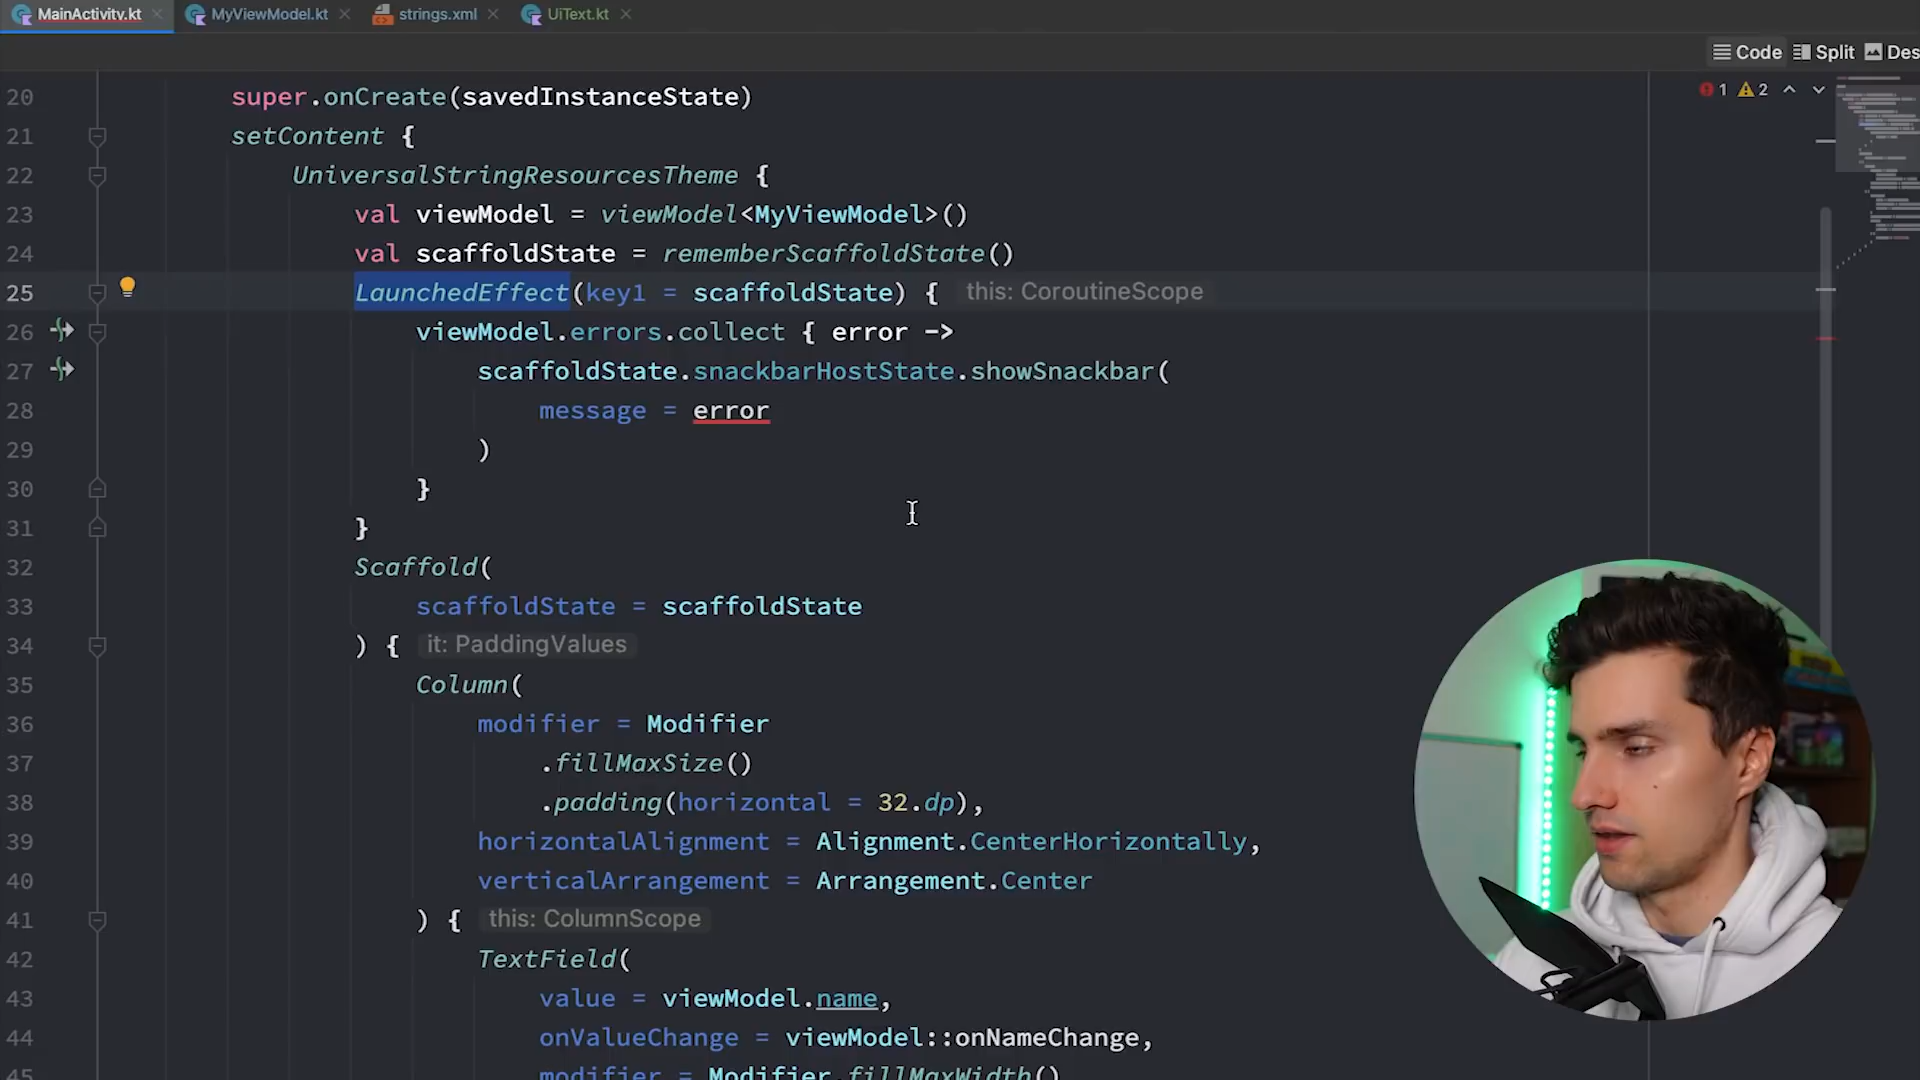 MainActivity.kt MyViewModel.kt strings.xml UiText.kt
Code Split Des
1 2
20 super.onCreate(savedInstanceState)
21 setContent {
22 UniversalStringResourcesTheme {
23 val viewModel = viewModel<MyViewModel>()
24 val scaffoldState = rememberScaffoldState()
25 LaunchedEffect(key1 = scaffoldState) { this: CoroutineScope
26 viewModel.errors.collect { error ->
27 scaffoldState.snackbarHostState.showSnackbar(
28 message = error
29 )
30 }
31 }
32 Scaffold(
33 scaffoldState = scaffoldState
34 ) { it: PaddingValues
35 Column(
36 modifier = Modifier
37 .fillMaxSize()
38 .padding(horizontal = 32.dp),
39 horizontalAlignment = Alignment.CenterHorizontally,
40 verticalArrangement = Arrangement.Center
41 ) { this: ColumnScope
42 TextField(
43 value = viewModel.name,
44 onValueChange = viewModel::onNameChange,
45 modifier = Modifier.fillMaxWidth()